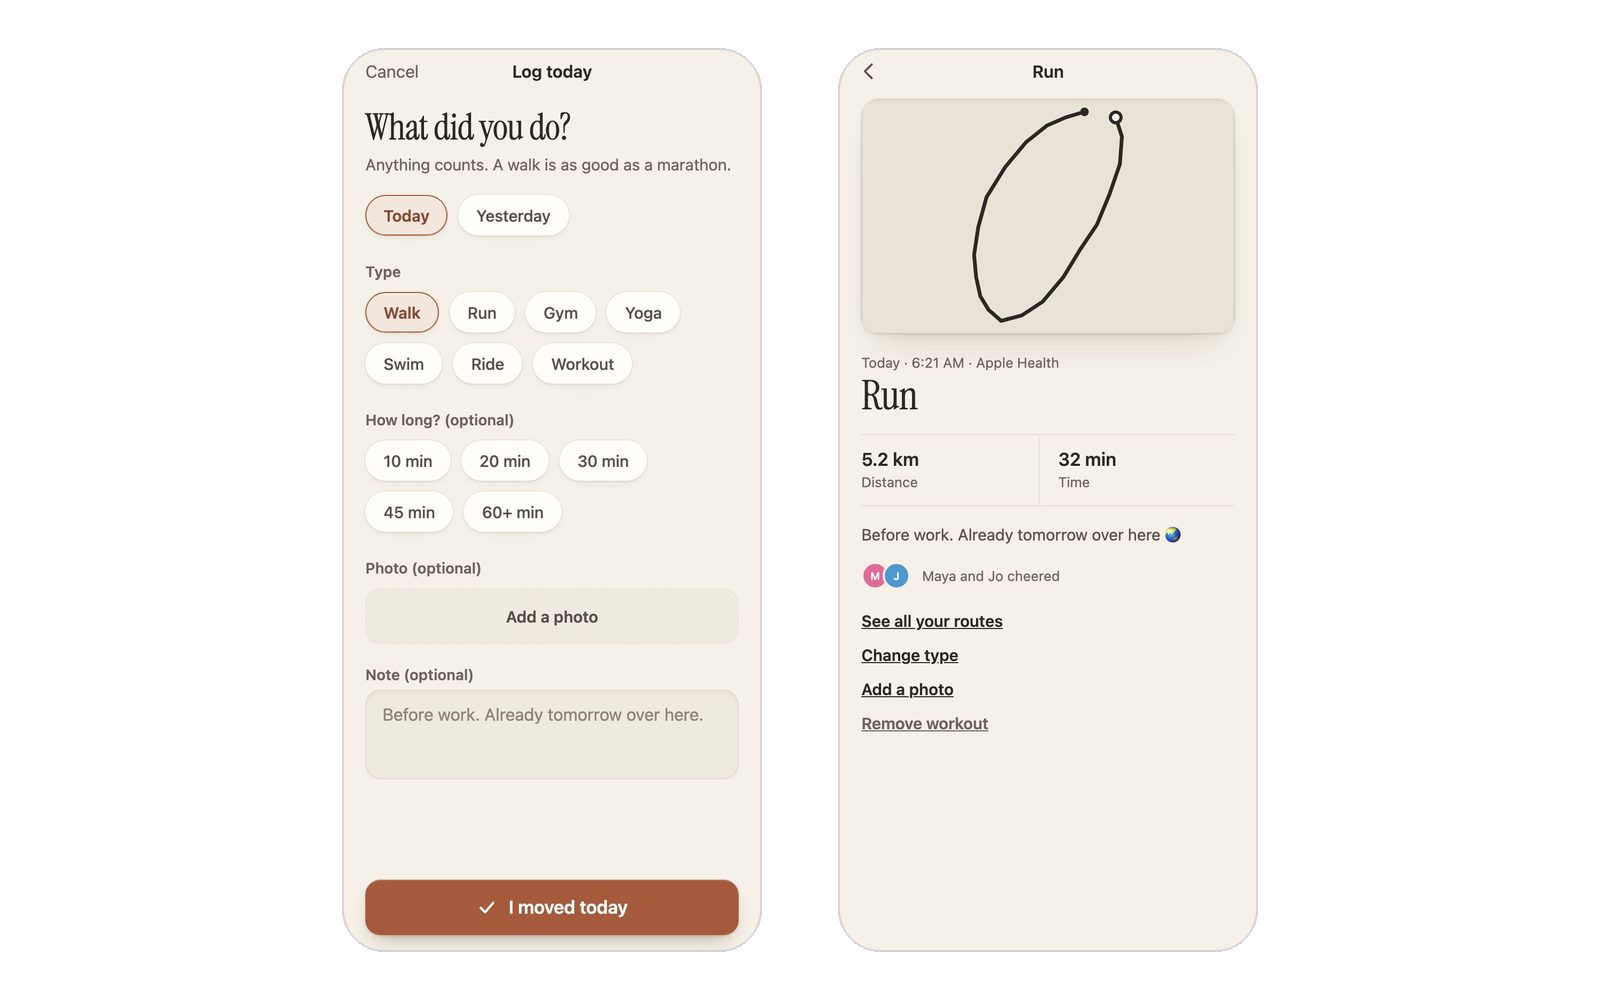 Cancel
Log today
What did you do?
Anything counts. A walk is as good as a marathon.
Today
Yesterday
Type
Walk
Run
Gym
Yoga
Swim
Ride
Workout
How long? (optional)
10 min
20 min
30 min
45 min
60+ min
Photo (optional)
Add a photo
Note (optional)
Before work. Already tomorrow over here.
I moved today
Run
Today · 6:21 AM · Apple Health
Run
5.2 km
Distance
32 min
Time
Before work. Already tomorrow over here 🌏
M
J
Maya and Jo cheered
See all your routes
Change type
Add a photo
Remove workout